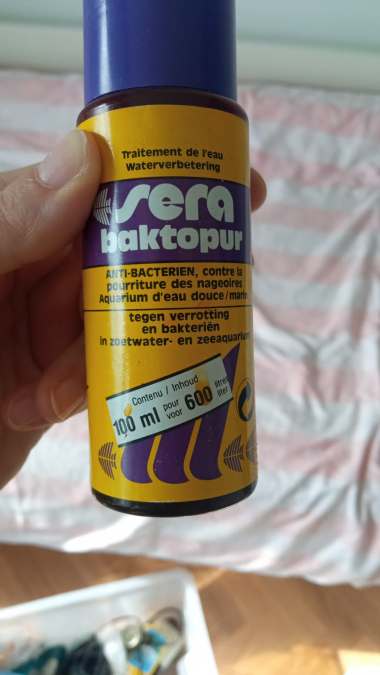 Traitement de l'eau
Waterverbetering
sera
baktopur
ANTI-BACTERIEN, contre la
pourriture des nageoires
Aquarium d'eau douce/marin
tegen verrotting
en bakteriën
in zoetwater- en zeeaquarium
Contenu / Inhoud
100 ml pour voor 600 litres liter